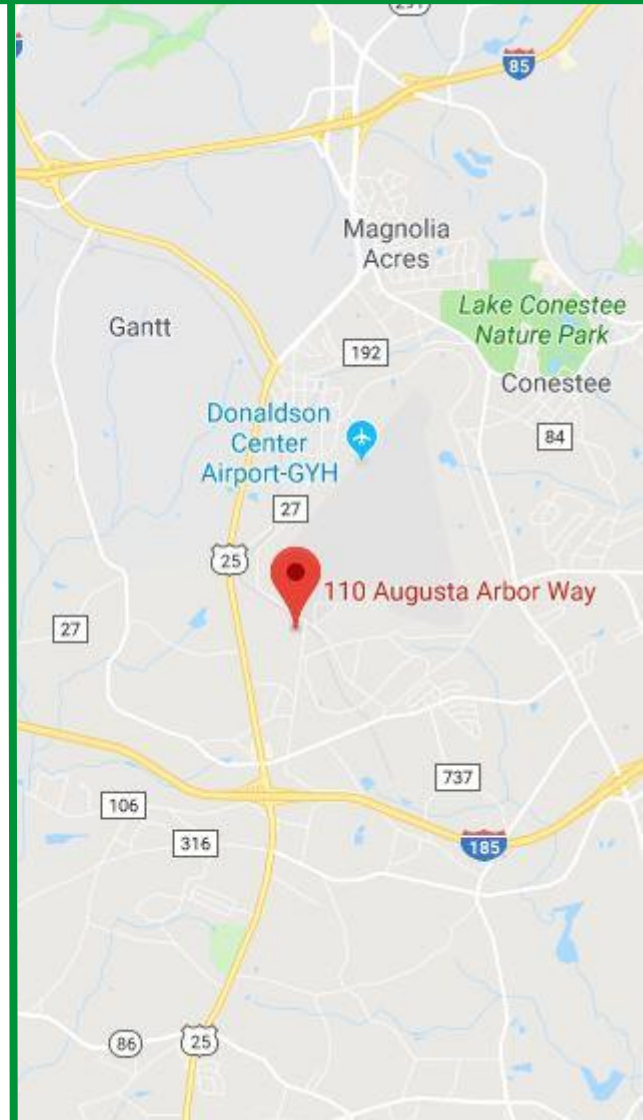 85
Magnolia
Acres
Lake Conestee
Nature Park
Gantt
192
Conestee
Donaldson
Center
Airport-GYH
84
27
25
110 Augusta Arbor Way
27
737
106
316
185
86
25